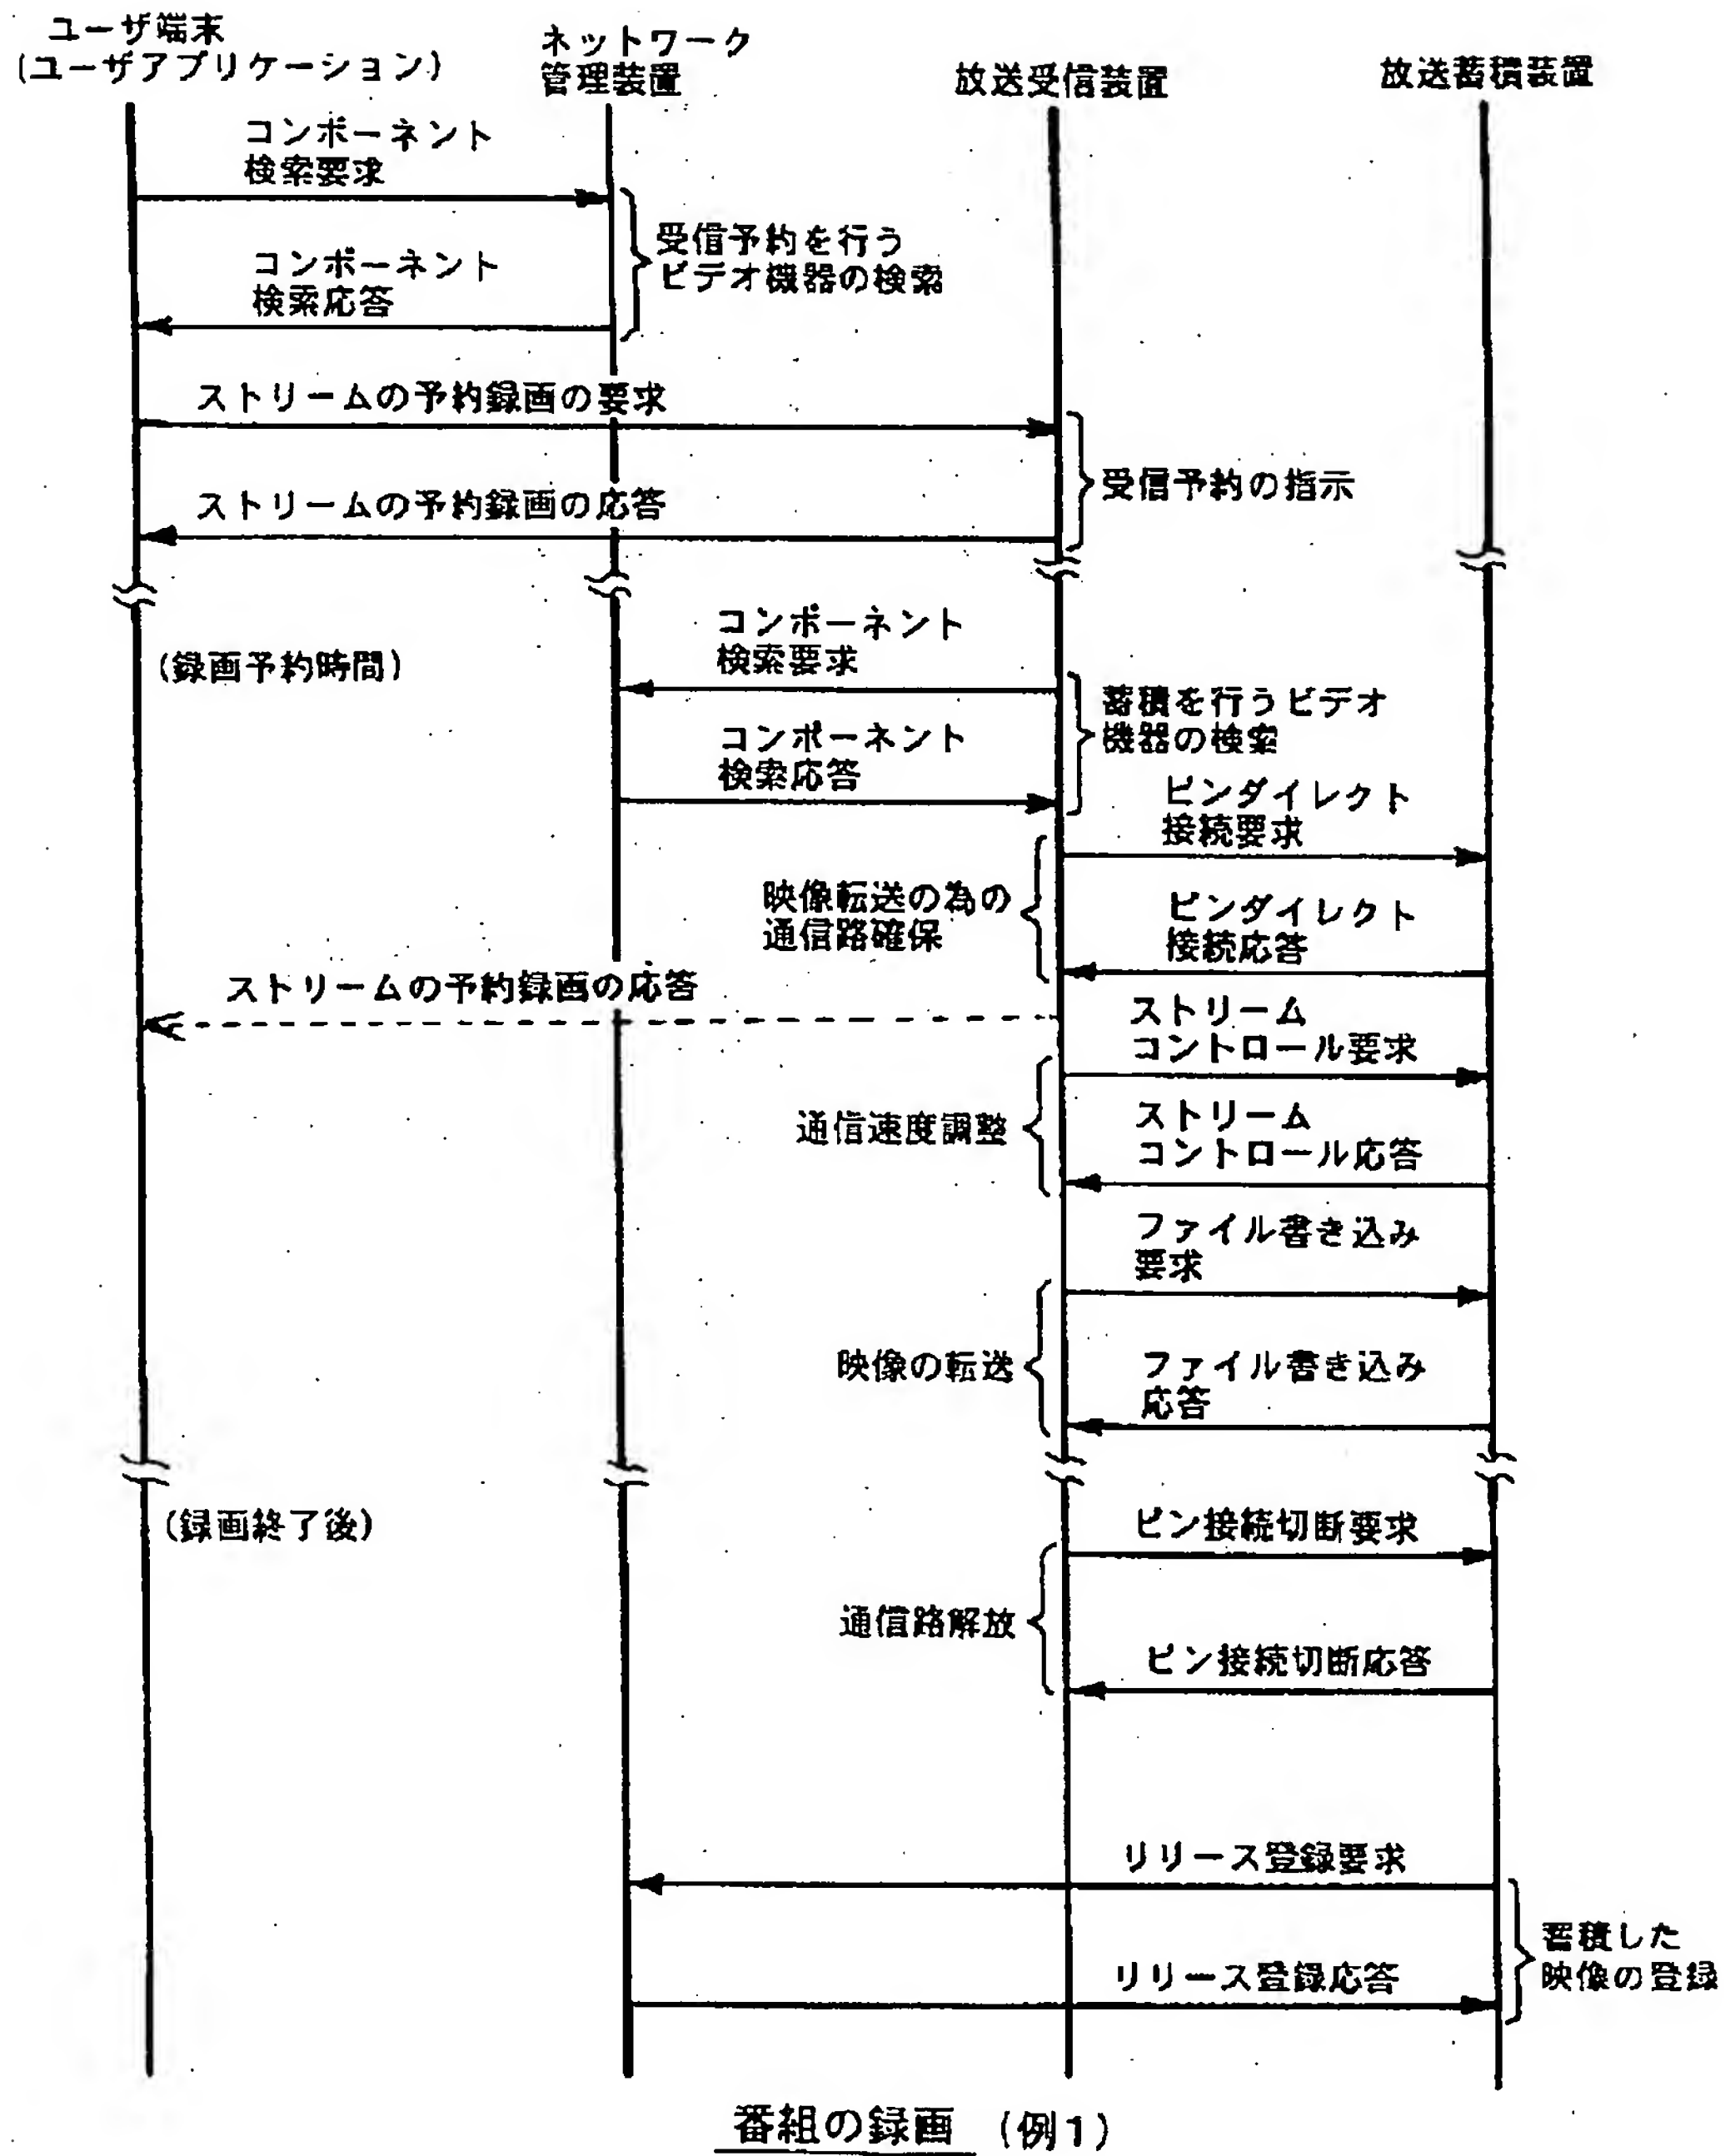 ユーザ端末
(ユーザアプリケーション)
ネットワーク
管理装置
放送受信装置
放送蓄積装置
コンポーネント
検索要求
受信予約を行う
ビデオ機器の検索
コンポーネント
検索応答
ストリームの予約録画の要求
受信予約の指示
ストリームの予約録画の応答
(録画予約時間)
コンポーネント
検索要求
蓄積を行うビデオ
機器の検索
コンポーネント
検索応答
ピンダイレクト
接続要求
映像転送の為の
通信路確保
ピンダイレクト
接続応答
ストリームの予約録画の応答
ストリーム
コントロール要求
通信速度調整
ストリーム
コントロール応答
ファイル書き込み
要求
映像の転送
ファイル書き込み
応答
(録画終了後)
ピン接続切断要求
通信路解放
ピン接続切断応答
リリース登録要求
蓄積した
映像の登録
リリース登録応答
番組の録画 (例1)